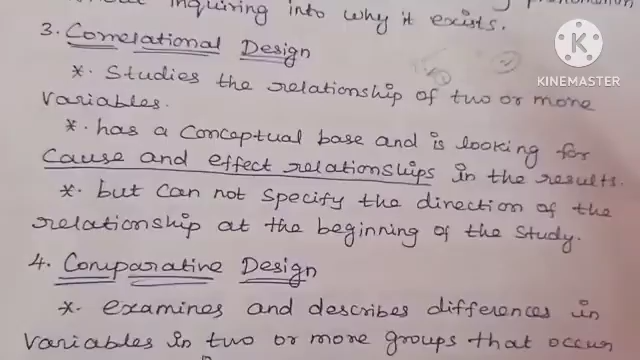 inquiring into why it exists.
3. Correlational Design
*. Studies the relationship of two or more
variables.
*. has a conceptual base and is looking for
cause and effect relationships in the results.
*. but can not specify the direction of the
relationship at the beginning of the study.
4. Comparative Design
*. examines and describes differences in
variables in two or more groups that occur
KINEMASTER